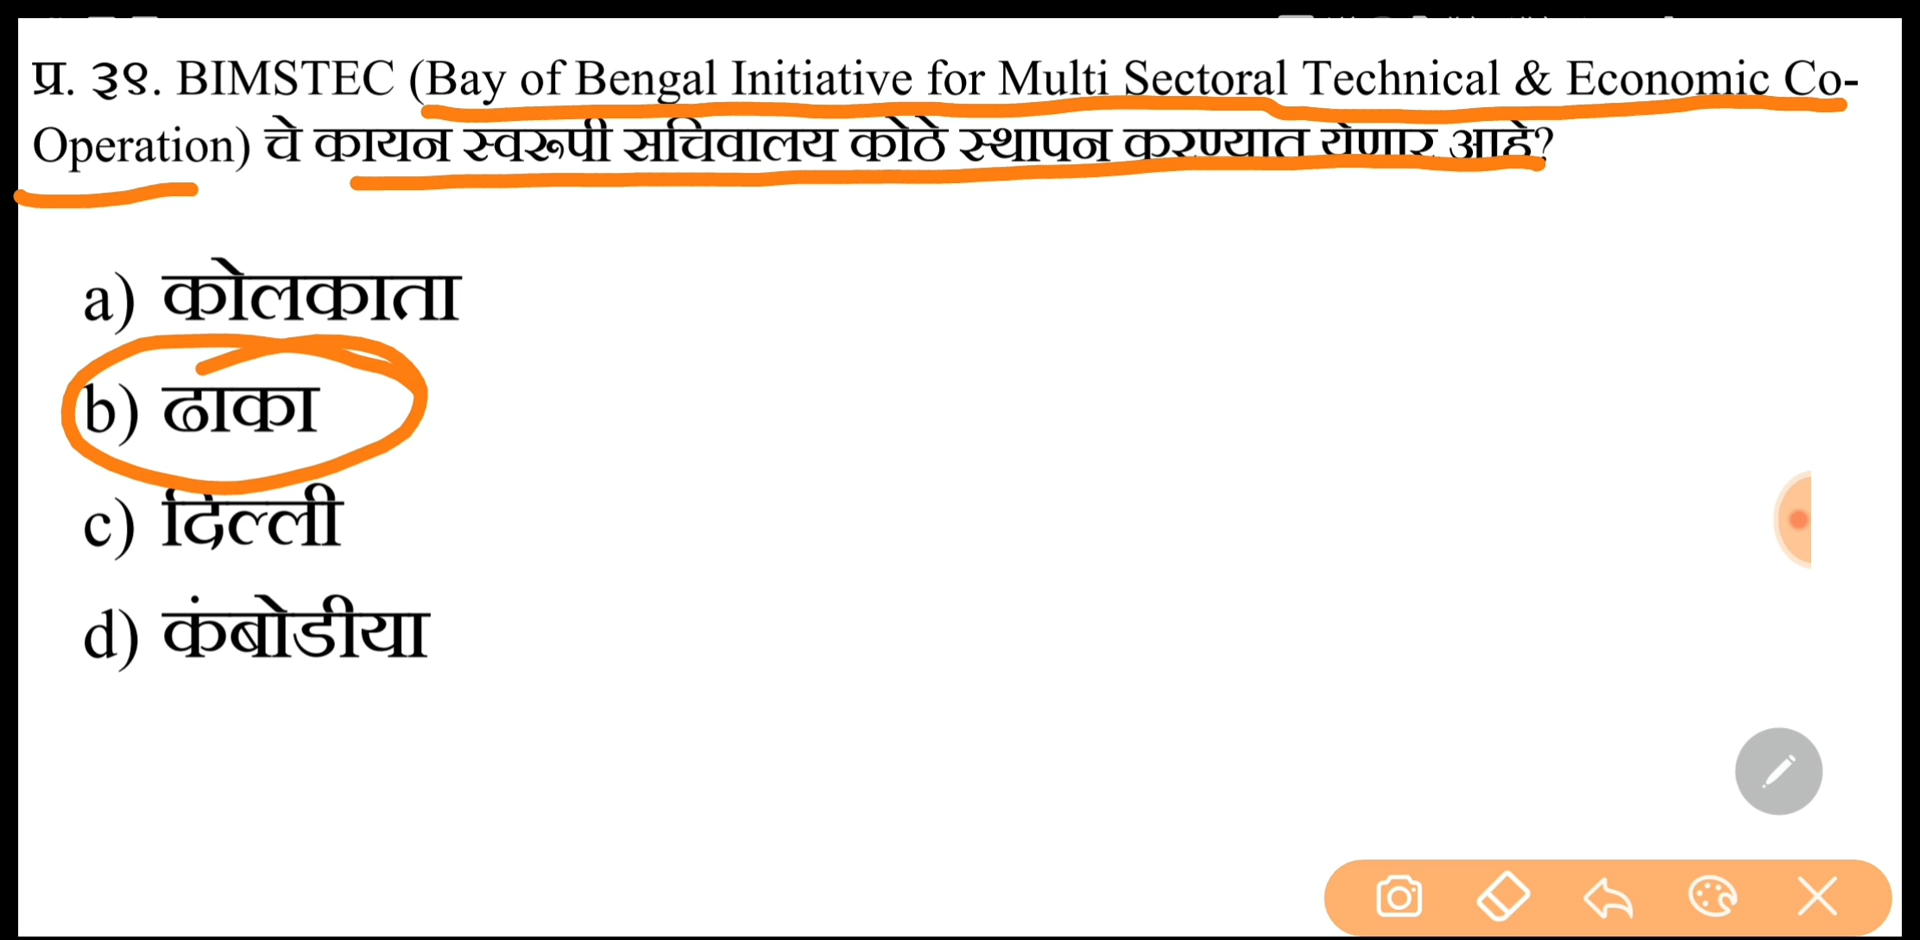 प्र. ३९. BIMSTEC (Bay of Bengal Initiative for Multi Sectoral Technical & Economic Co-
Operation) चे कायन स्वरूपी सचिवालय कोठे स्थापन करण्यात येणार आहे?
a) कोलकाता
b) ढाका
c) दिल्ली
d) कंबोडीया